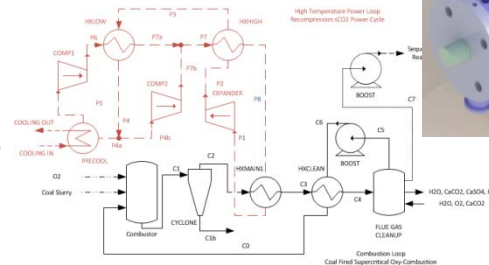 High Temperature Power Loop
Recompression sCO2 Power Cycle
HXLOW
P3
HXHIGH
P6
P7a
P7
COMP1
P7b
COMP2
P2
EXPANDER
P8
P5
P4
P1
COOLING OUT
P4a
P4b
COOLING IN
PRECOOL
BOOST
C7
C6
C5
BOOST
O2
Coal Slurry
C1
C2
HXMAIN1
HXCLEAN
C3
C4
Combustor
CYCLONE
C1b
C0
FLUE GAS
CLEANUP
H2O, CaCO2, CaSO4,
H2O, O2, CaCO2
Combustion Loop
Coal Fired Supercritical Oxy-Combustion